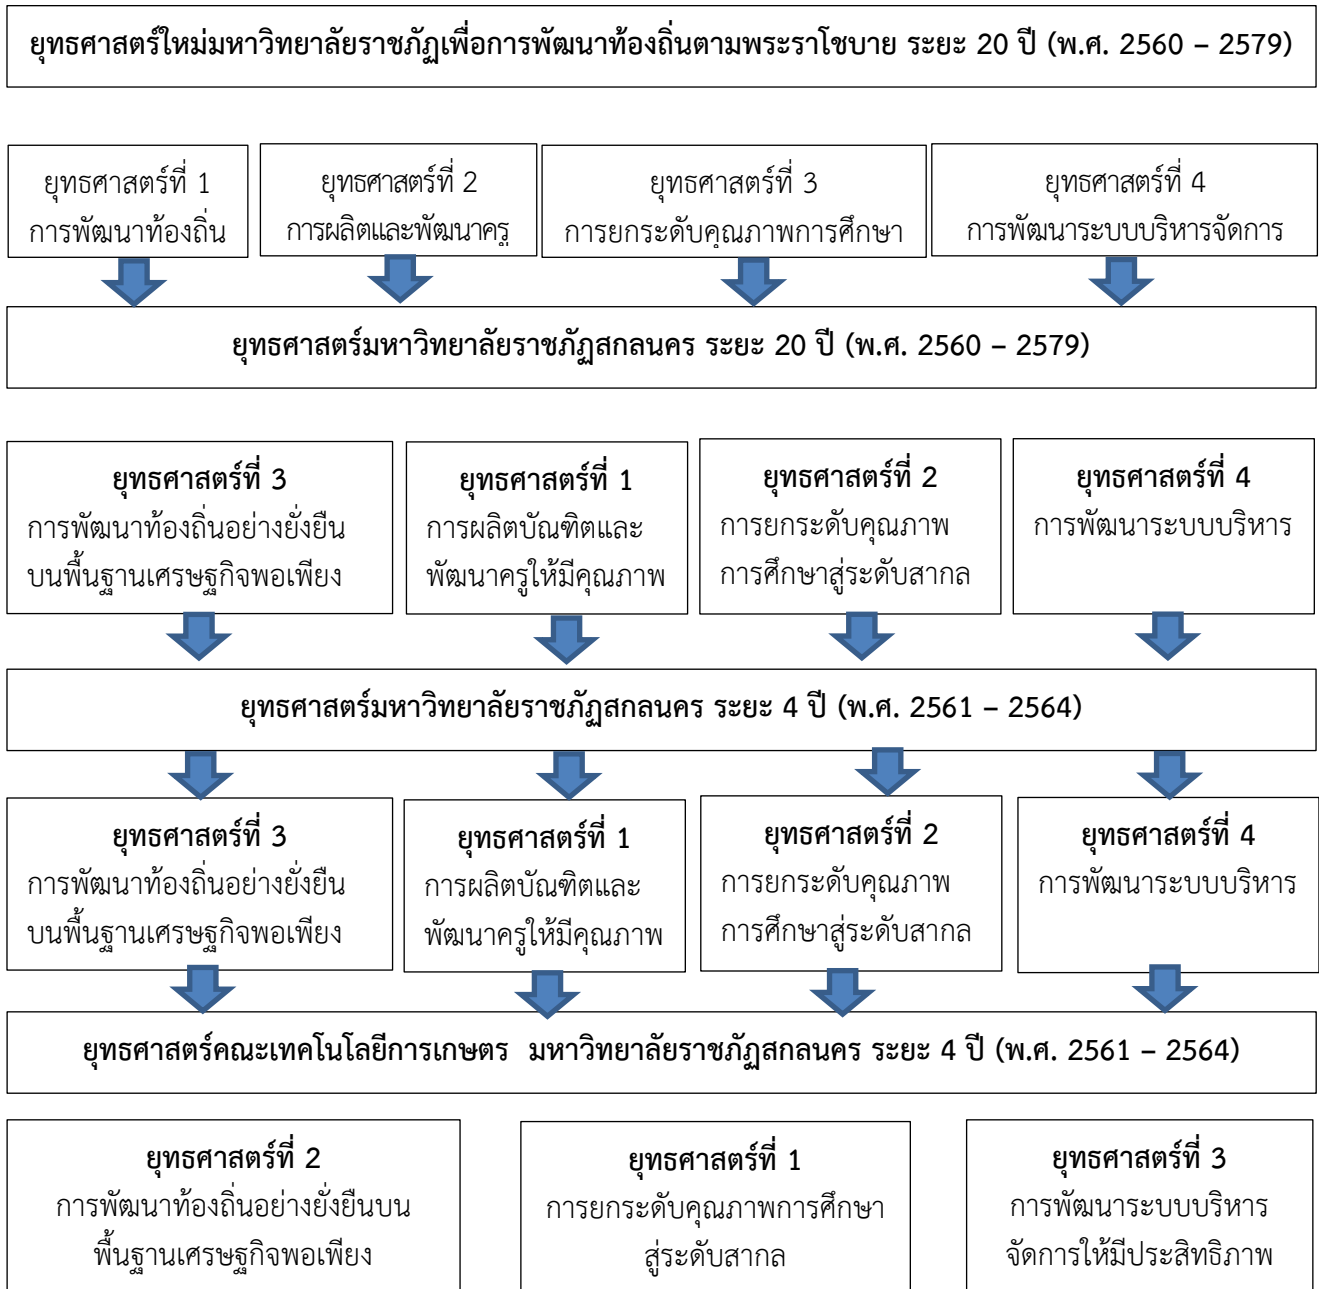 ยุทธศาสตร์ใหม่มหาวิทยาลัยราชภัฏเพื่อการพัฒนาท้องถิ่นตามพระราโชบาย ระยะ 20 ปี (พ.ศ. 2560 – 2579)
ยุทธศาสตร์ที่ 1
การพัฒนาท้องถิ่น
ยุทธศาสตร์ที่ 2
การผลิตและพัฒนาครู
ยุทธศาสตร์ที่ 3
การยกระดับคุณภาพการศึกษา
ยุทธศาสตร์ที่ 4
การพัฒนาระบบบริหารจัดการ
ยุทธศาสตร์มหาวิทยาลัยราชภัฏสกลนคร ระยะ 20 ปี (พ.ศ. 2560 – 2579)
ยุทธศาสตร์ที่ 3
การพัฒนาท้องถิ่นอย่างยั่งยืน
บนพื้นฐานเศรษฐกิจพอเพียง
ยุทธศาสตร์ที่ 1
การผลิตบัณฑิตและ
พัฒนาครูให้มีคุณภาพ
ยุทธศาสตร์ที่ 2
การยกระดับคุณภาพ
การศึกษาสู่ระดับสากล
ยุทธศาสตร์ที่ 4
การพัฒนาระบบบริหาร
ยุทธศาสตร์มหาวิทยาลัยราชภัฏสกลนคร ระยะ 4 ปี (พ.ศ. 2561 – 2564)
ยุทธศาสตร์ที่ 3
การพัฒนาท้องถิ่นอย่างยั่งยืน
บนพื้นฐานเศรษฐกิจพอเพียง
ยุทธศาสตร์ที่ 1
การผลิตบัณฑิตและ
พัฒนาครูให้มีคุณภาพ
ยุทธศาสตร์ที่ 2
การยกระดับคุณภาพ
การศึกษาสู่ระดับสากล
ยุทธศาสตร์ที่ 4
การพัฒนาระบบบริหาร
ยุทธศาสตร์คณะเทคโนโลยีการเกษตร มหาวิทยาลัยราชภัฏสกลนคร ระยะ 4 ปี (พ.ศ. 2561 – 2564)
ยุทธศาสตร์ที่ 2
การพัฒนาท้องถิ่นอย่างยั่งยืนบน
พื้นฐานเศรษฐกิจพอเพียง
ยุทธศาสตร์ที่ 1
การยกระดับคุณภาพการศึกษา
สู่ระดับสากล
ยุทธศาสตร์ที่ 3
การพัฒนาระบบบริหาร
จัดการให้มีประสิทธิภาพ